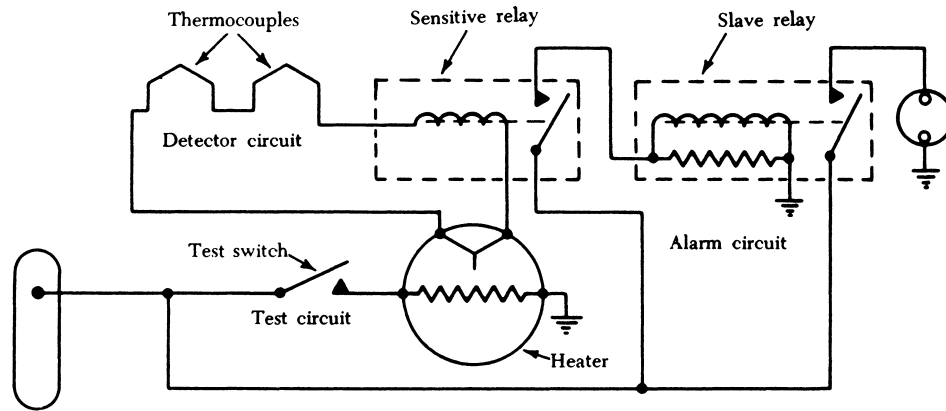 Thermocouples
Sensitive relay
Slave relay
Detector circuit
Alarm circuit
Test switch
Test circuit
Heater